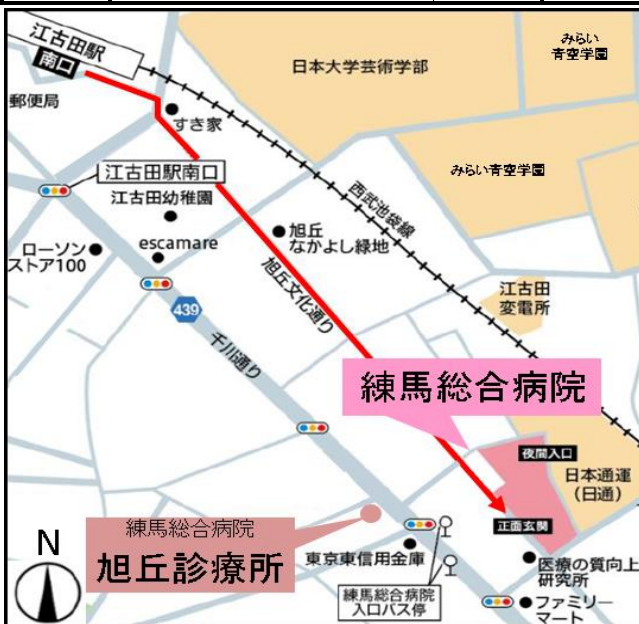 江古田駅
南口
日本大学芸術学部
みらい
青空学園
郵便局
すき家
みらい青空学園
江古田駅南口
江古田幼稚園
西武池袋線
escamare
旭丘
なかよし緑地
ローソン
ストア100
旭丘文化通り
江古田
変電所
439
千川通り
練馬総合病院
夜間入口
日本通運
(日通)
正面玄関
練馬総合病院
旭丘診療所
N
東京東信用金庫
医療の質向上
研究所
練馬総合病院
入口バス停
ファミリー
マート